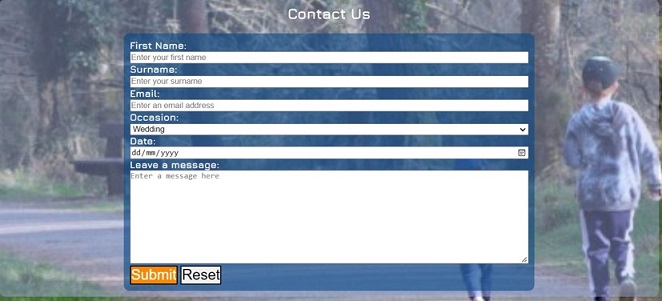 Contact Us
First Name:
Enter your first name
Surname:
Enter your surname
Email:
Enter an email address
Occasion:
Wedding
Date:
dd/mm/yyyy
Leave a message:
Enter a message here
Submit Reset